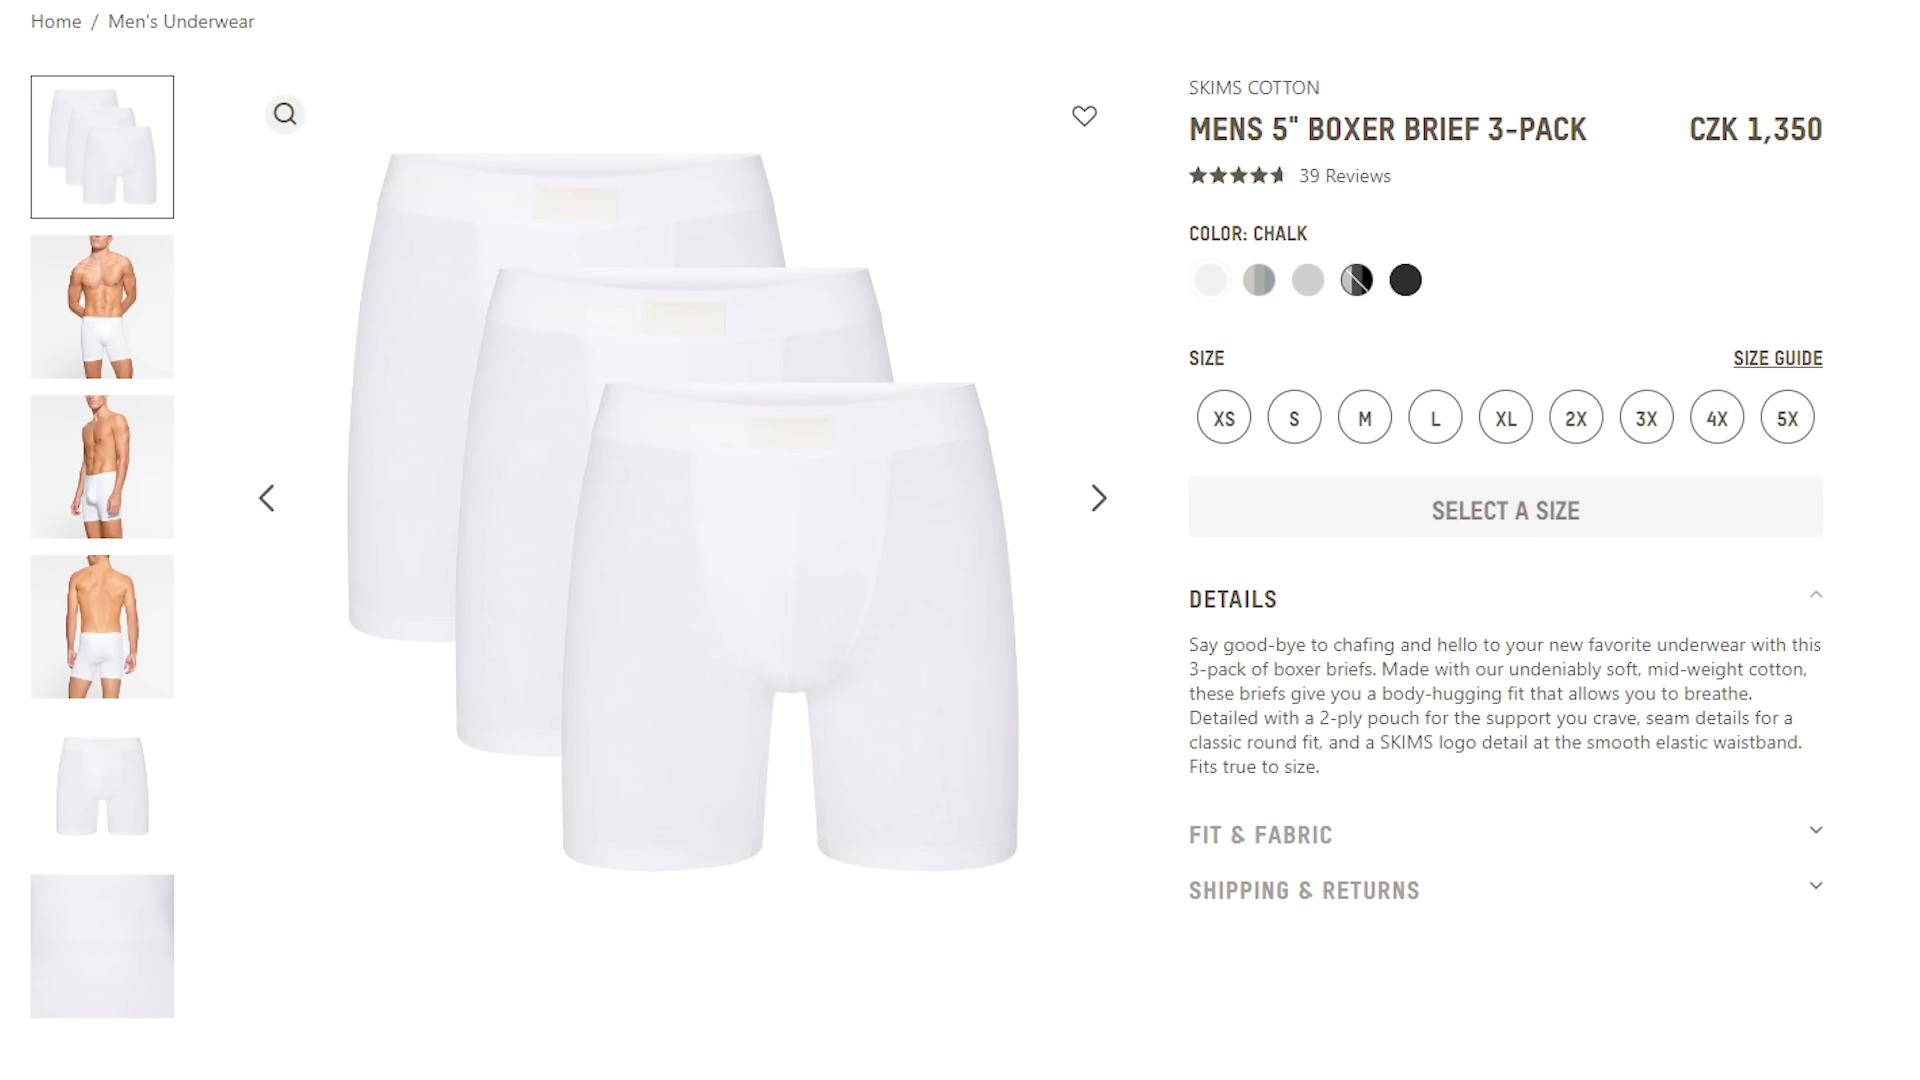 Home / Men's Underwear
SKIMS COTTON
MENS 5" BOXER BRIEF 3-PACK
CZK 1,350
39 Reviews
COLOR: CHALK
SIZE
SIZE GUIDE
XS S M L XL 2X 3X 4X 5X
SELECT A SIZE
DETAILS
Say good-bye to chafing and hello to your new favorite underwear with this
3-pack of boxer briefs. Made with our undeniably soft, mid-weight cotton,
these briefs give you a body-hugging fit that allows you to breathe.
Detailed with a 2-ply pouch for the support you crave, seam details for a
classic round fit, and a SKIMS logo detail at the smooth elastic waistband.
Fits true to size.
FIT & FABRIC
SHIPPING & RETURNS